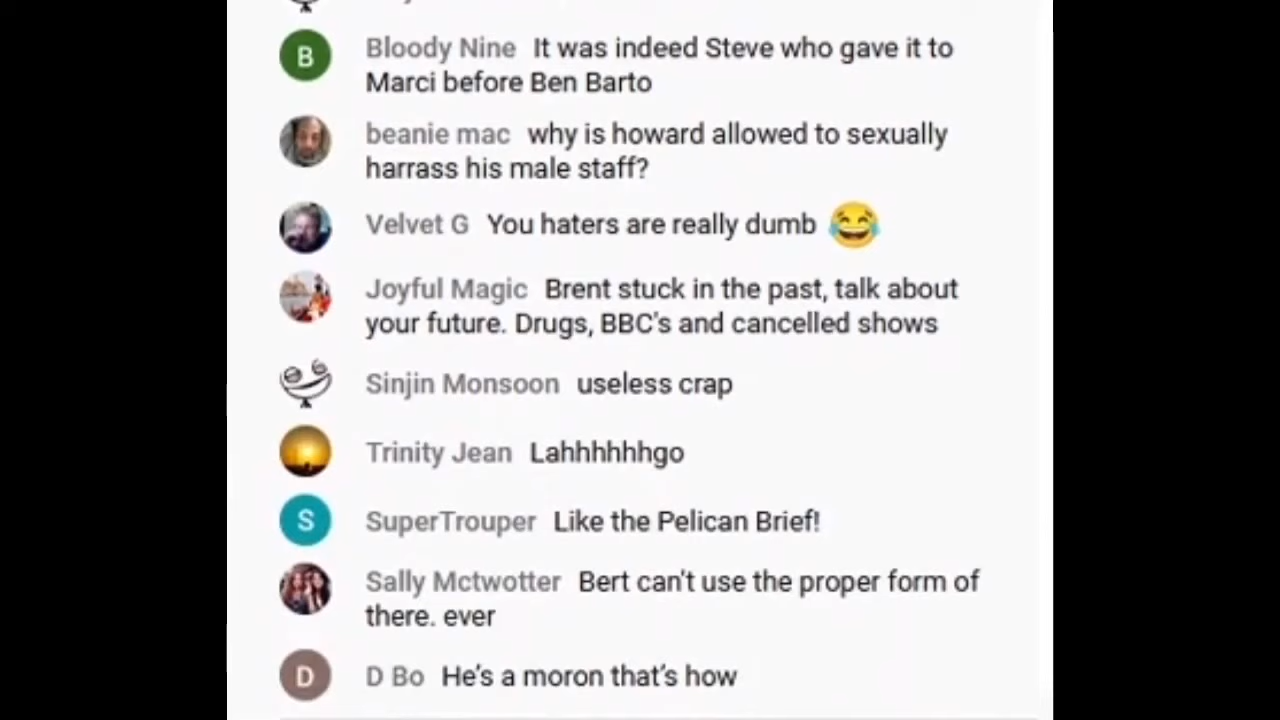 B Bloody Nine It was indeed Steve who gave it to
Marci before Ben Barto
beanie mac why is howard allowed to sexually
harrass his male staff?
Velvet G You haters are really dumb 😂
Joyful Magic Brent stuck in the past, talk about
your future. Drugs, BBC's and cancelled shows
Sinjin Monsoon useless crap
Trinity Jean Lahhhhhhgo
S SuperTrouper Like the Pelican Brief!
Sally Mctwotter Bert can't use the proper form of
there. ever
D D Bo He's a moron that's how